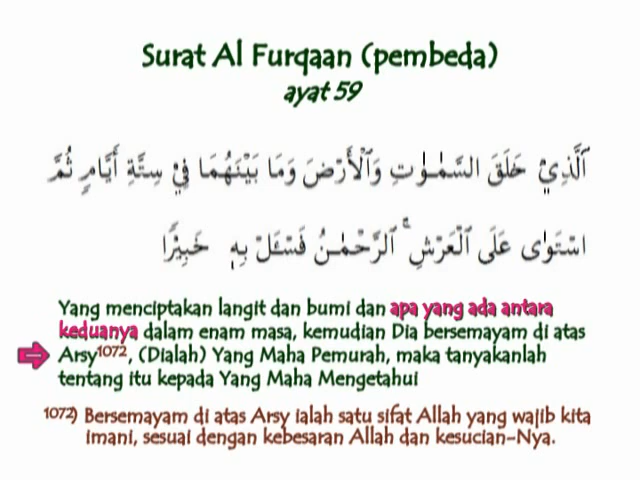 Surat Al Furqaan (pembeda)
ayat 59
ٱلَّذِيْ خَلَقَ السَّمٰوٰتِ وَٱلْأَرْضَ وَمَا بَيْنَهُمَا فِيْ سِتَّةِ أَيَّامٍ ثُمَّ
اسْتَوٰى عَلَى ٱلْعَرْشِ ۚ ٱلرَّحْمٰنُ فَسْـَٔلْ بِهٖ خَبِيْرًا
Yang menciptakan langit dan bumi dan apa yang ada antara
keduanya dalam enam masa, kemudian Dia bersemayam di atas
Arsy1072, (Dialah) Yang Maha Pemurah, maka tanyakanlah
tentang itu kepada Yang Maha Mengetahui
1072) Bersemayam di atas Arsy ialah satu sifat Allah yang wajib kita
imani, sesuai dengan kebesaran Allah dan kesucian-Nya.